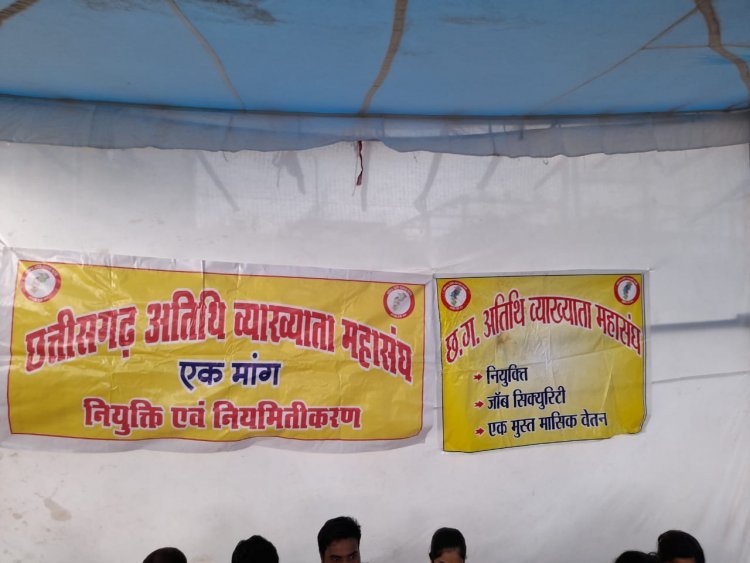 छत्तीसगढ़ अतिथि व्याख्याता महासंघ
एक मांग
नियुक्ति एवं नियमितीकरण
छ.ग. अतिथि व्याख्याता महासंघ
नियुक्ति
जॉब सिक्युरिटी
एक मुस्त मासिक वेतन